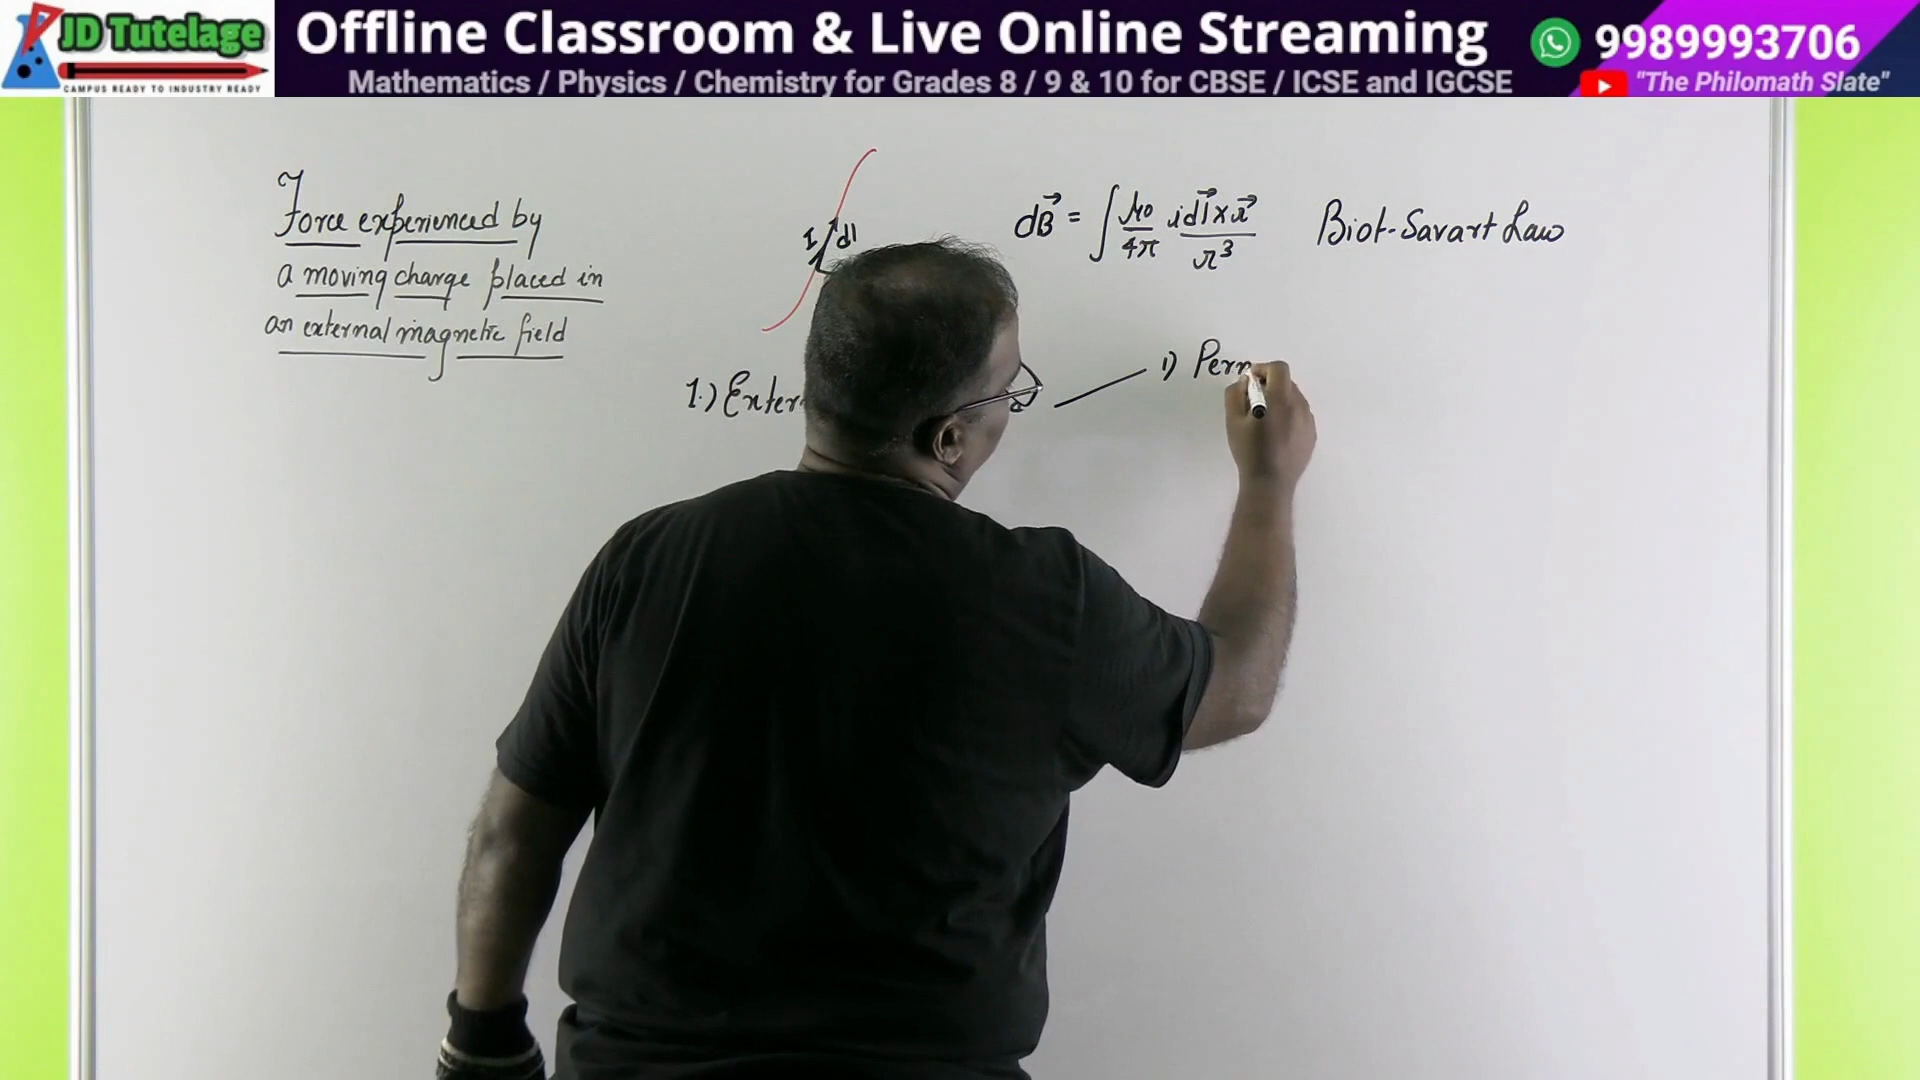 JD Tutelage
CAMPUS READY TO INDUSTRY READY
Offline Classroom & Live Online Streaming
Mathematics / Physics / Chemistry for Grades 8 / 9 & 10 for CBSE / ICSE and IGCSE
9989993706
"The Philomath Slate"
Force experienced by
a moving charge placed in
an external magnetic field
I dl
dB⃗ = ∫ μ0/4π idl⃗ × r⃗/r³ Biot-Savart Law
1.) Extern
1) Perm